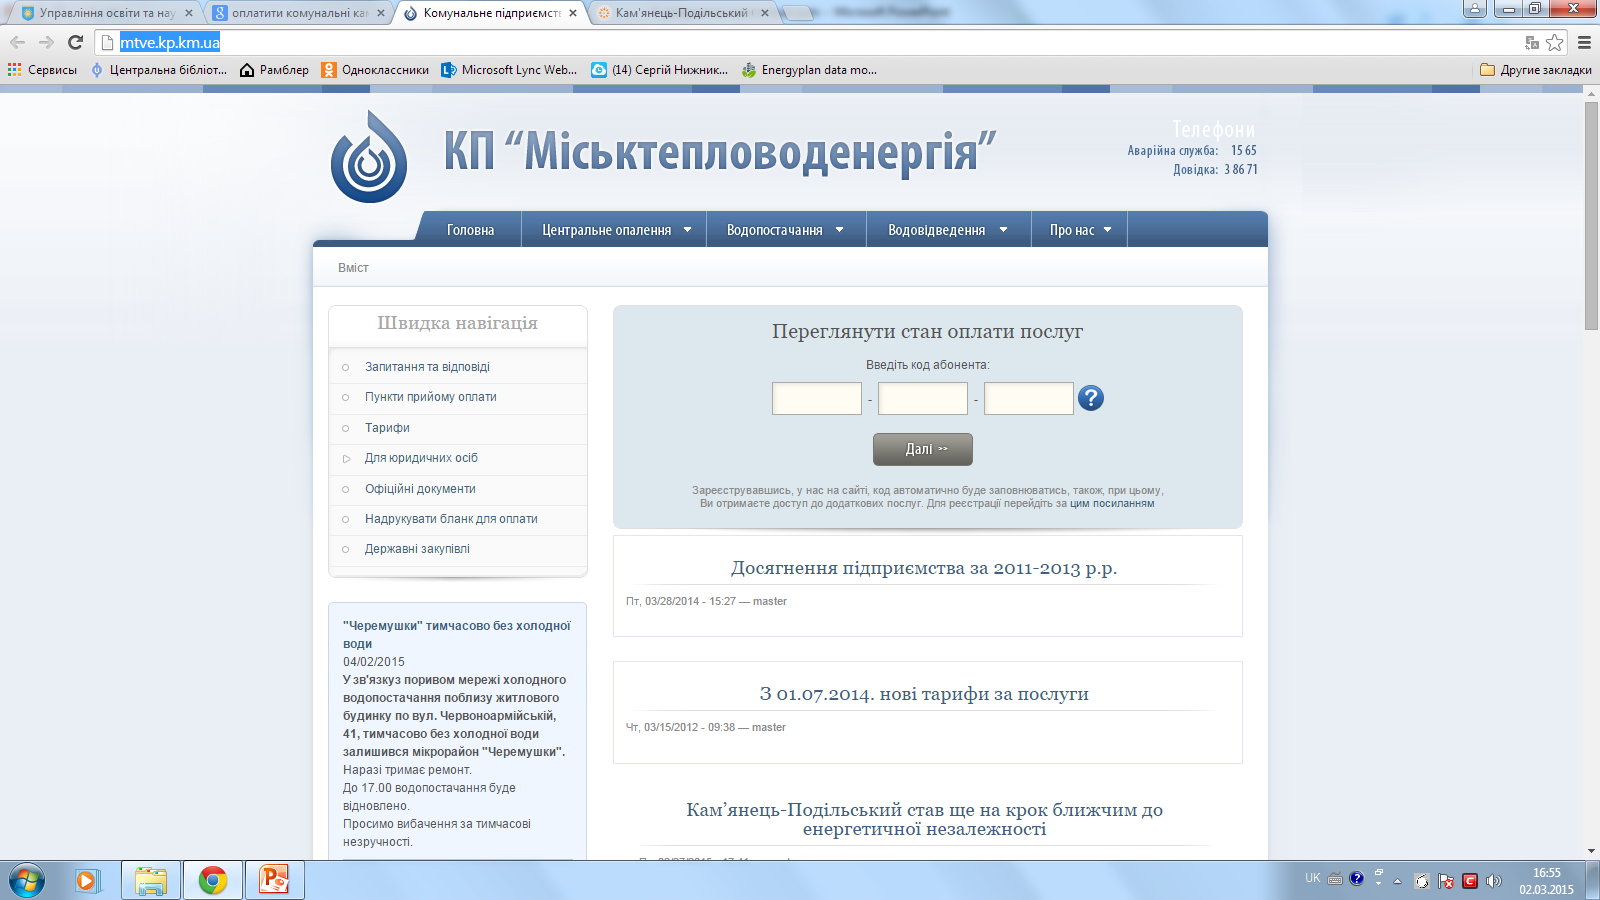 Управління освіти та нау
оплатити комунальні ка
Комунальне підприємст
Кам'янець-Подільський
Microsoft PowerPoint
mtve.kp.km.ua
Сервисы
Центральна бібліот...
Рамблер
Одноклассники
Microsoft Lync Web...
(14) Сергій Нижник...
Energyplan data mo...
Другие закладки
КП “Міськтепловоденергія”
Телефони
Аварійна служба: 15 65
Довідка: 3 86 71
Головна
Центральне опалення
Водопостачання
Водовідведення
Про нас
Вміст
Швидка навігація
Запитання та відповіді
Пункти прийому оплати
Тарифи
Для юридичних осіб
Офіційні документи
Надрукувати бланк для оплати
Державні закупівлі
"Черемушки" тимчасово без холодної
води
04/02/2015
У зв'язкуз поривом мережі холодного
водопостачання поблизу житлового
будинку по вул. Червоноармійській,
41, тимчасово без холодної води
залишився мікрорайон "Черемушки".
Наразі тримає ремонт.
До 17.00 водопостачання буде
відновлено.
Просимо вибачення за тимчасові
незручності.
Переглянути стан оплати послуг
Введіть код абонента:
- - ?
Далі >>
Зареєструвавшись, у нас на сайті, код автоматично буде заповнюватись, також, при цьому,
Ви отримаєте доступ до додаткових послуг. Для реєстрації перейдіть за цим посиланням
Досягнення підприємства за 2011-2013 р.р.
Пт, 03/28/2014 - 15:27 — master
З 01.07.2014. нові тарифи за послуги
Чт, 03/15/2012 - 09:38 — master
Кам’янець-Подільський став ще на крок ближчим до
енергетичної незалежності
UK
16:55
02.03.2015